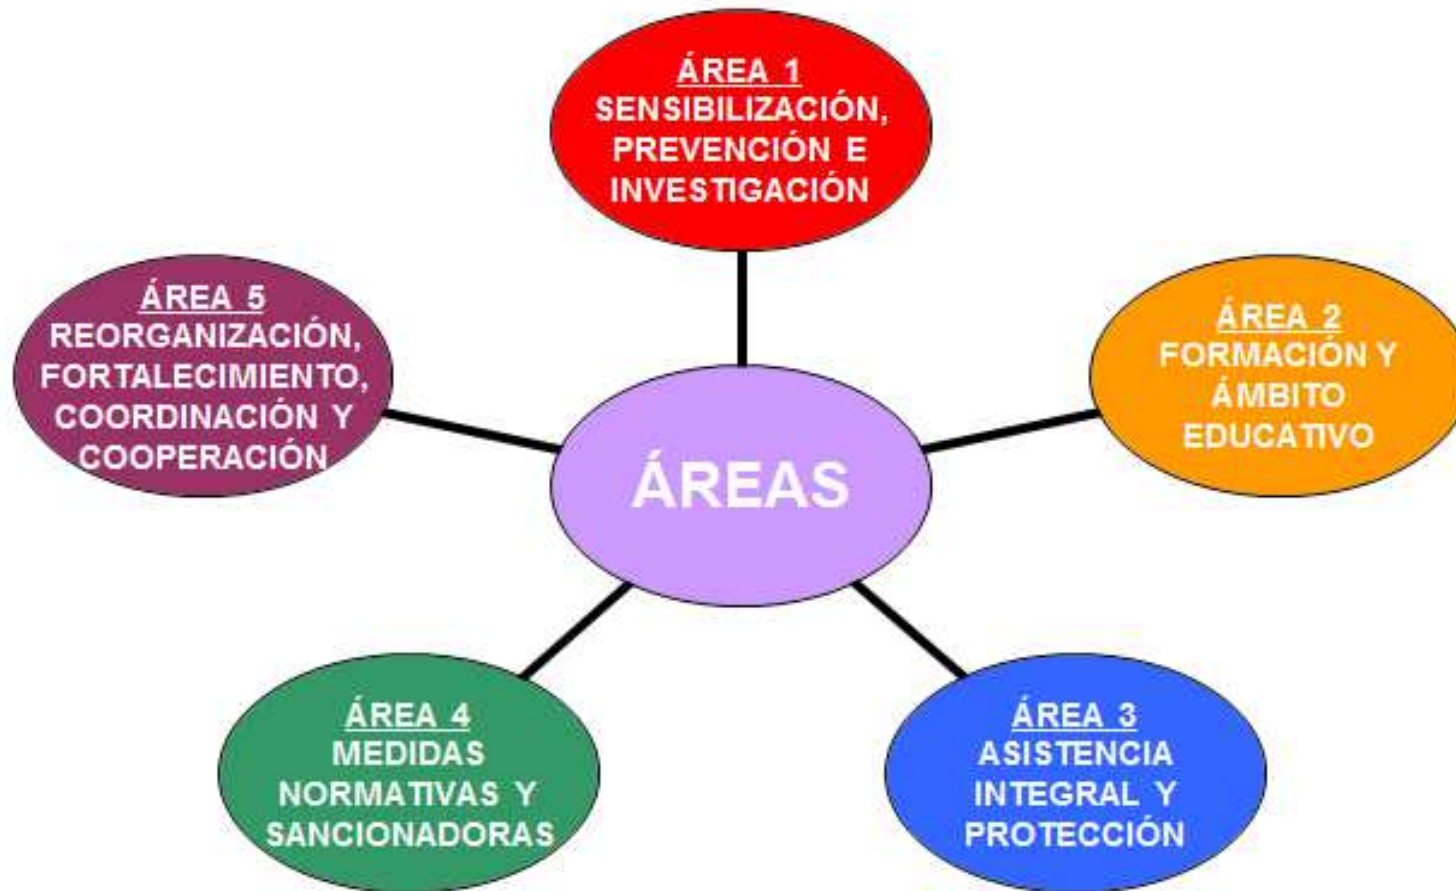 ÁREA 1
SENSIBILIZACIÓN,
PREVENCIÓN E
INVESTIGACIÓN
ÁREA 2
FORMACIÓN Y
ÁMBITO
EDUCATIVO
ÁREA 3
ASISTENCIA
INTEGRAL Y
PROTECCIÓN
ÁREA 4
MEDIDAS
NORMATIVAS Y
SANCIONADORAS
ÁREA 5
REORGANIZACIÓN,
FORTALECIMIENTO,
COORDINACIÓN Y
COOPERACIÓN
ÁREAS